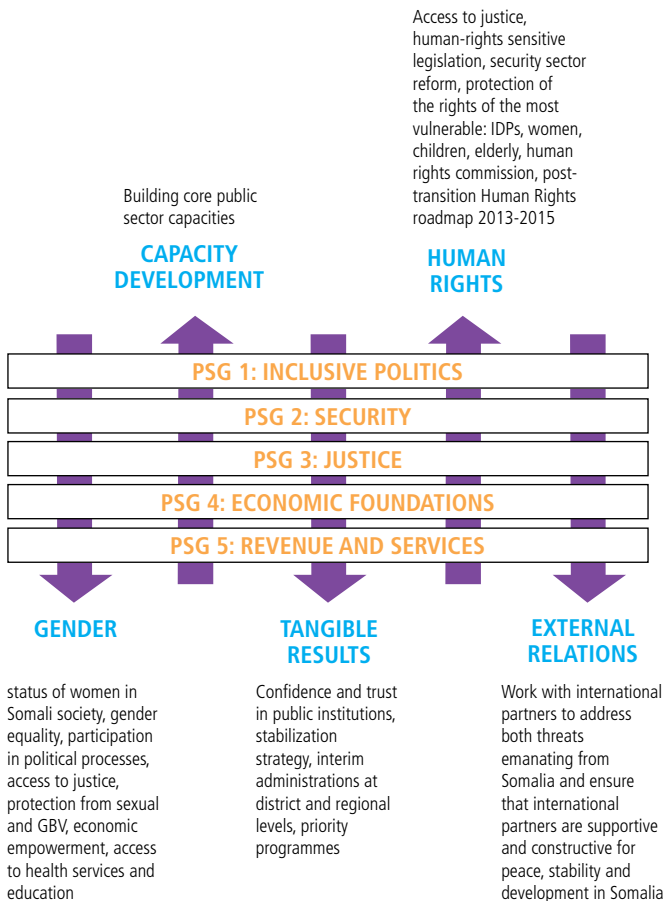 Access to justice,
human-rights sensitive
legislation, security sector
reform, protection of
the rights of the most
vulnerable: IDPs, women,
children, elderly, human
rights commission, post-
transition Human Rights
roadmap 2013-2015
Building core public
sector capacities
CAPACITY
DEVELOPMENT
HUMAN
RIGHTS
PSG 1: INCLUSIVE POLITICS
PSG 2: SECURITY
PSG 3: JUSTICE
PSG 4: ECONOMIC FOUNDATIONS
PSG 5: REVENUE AND SERVICES
GENDER
status of women in
Somali society, gender
equality, participation
in political processes,
access to justice,
protection from sexual
and GBV, economic
empowerment, access
to health services and
education
TANGIBLE
RESULTS
Confidence and trust
in public institutions,
stabilization
strategy, interim
administrations at
district and regional
levels, priority
programmes
EXTERNAL
RELATIONS
Work with international
partners to address
both threats
emanating from
Somalia and ensure
that international
partners are supportive
and constructive for
peace, stability and
development in Somalia